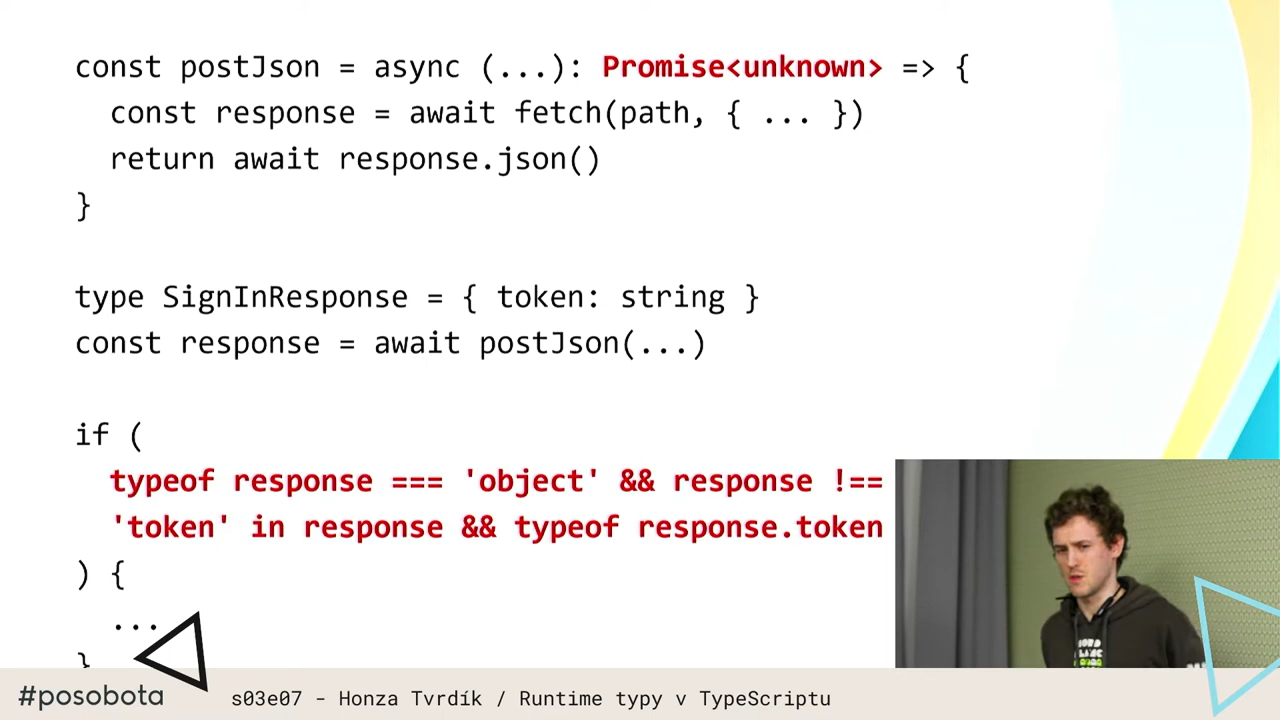 const postJson = async (...): Promise<unknown> => {
  const response = await fetch(path, { ... })
  return await response.json()
}
type SignInResponse = { token: string }
const response = await postJson(...)
if (
  typeof response === 'object' && response !==
  'token' in response && typeof response.token
) {
  ...
}
#posobota
s03e07 - Honza Tvrdík / Runtime typy v TypeScriptu